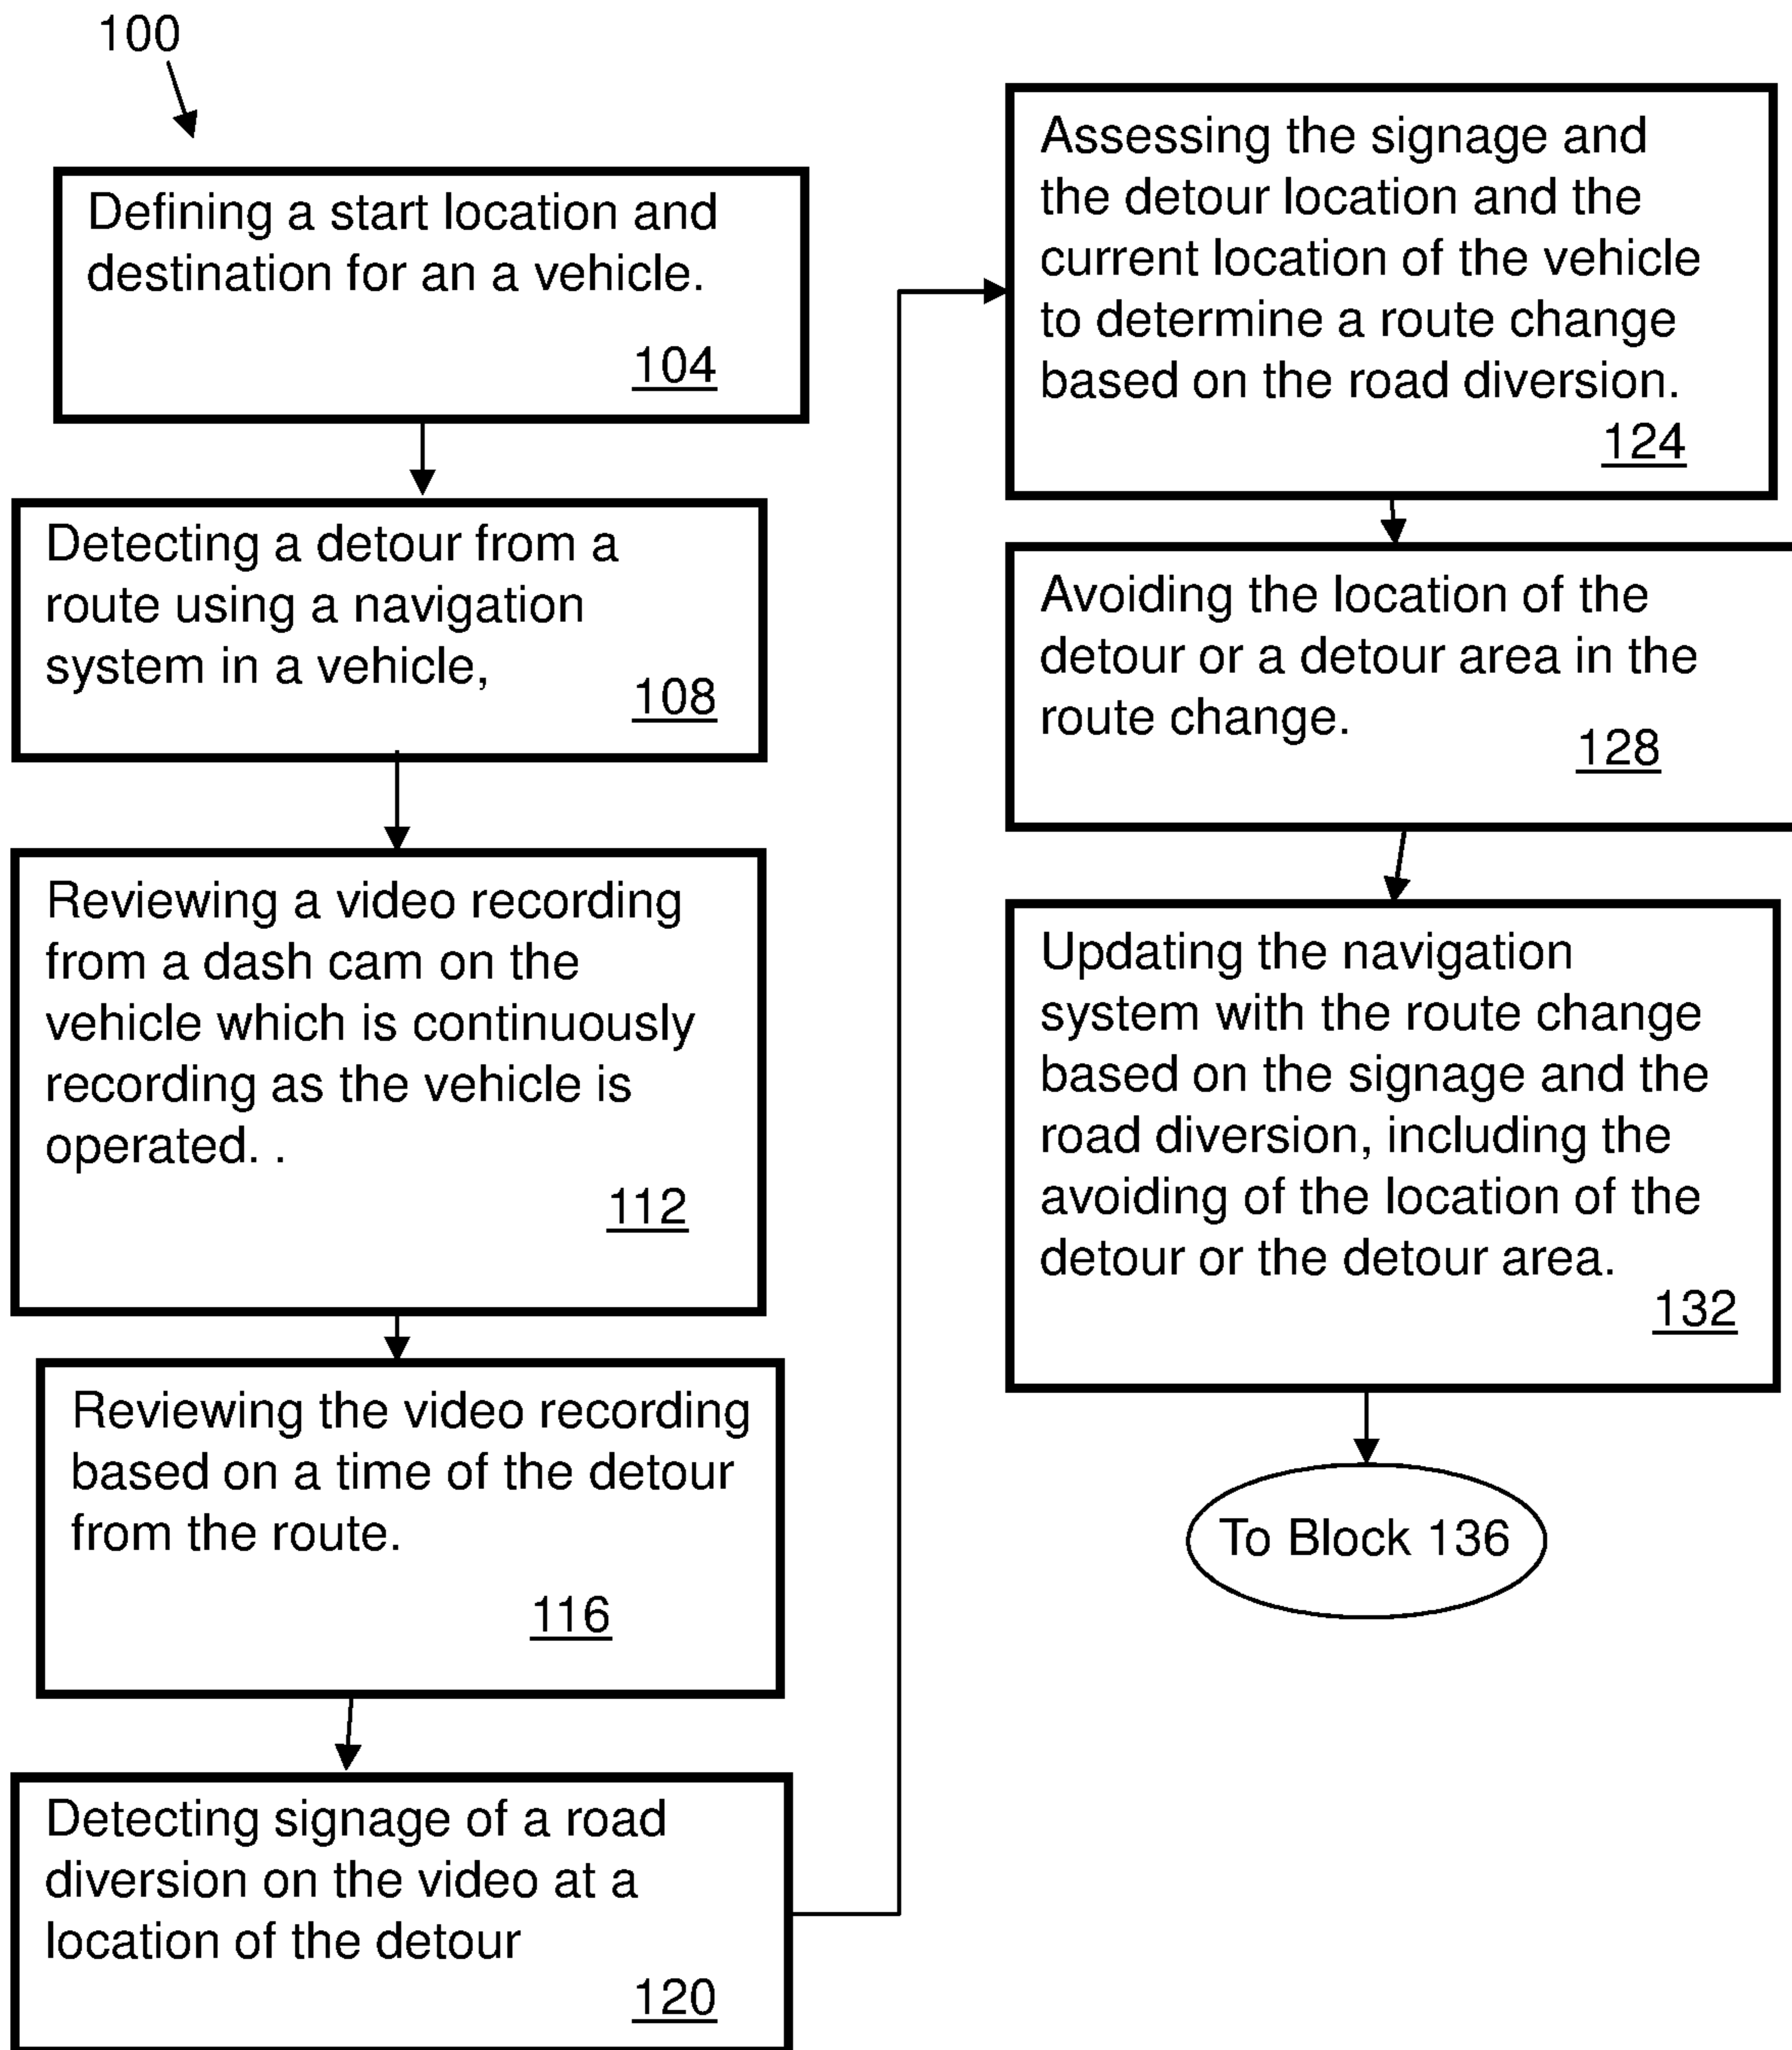 100
Defining a start location and
destination for an a vehicle.
104
Detecting a detour from a
route using a navigation
system in a vehicle,
108
Reviewing a video recording
from a dash cam on the
vehicle which is continuously
recording as the vehicle is
operated. .
112
Reviewing the video recording
based on a time of the detour
from the route.
116
Detecting signage of a road
diversion on the video at a
location of the detour
120
Assessing the signage and
the detour location and the
current location of the vehicle
to determine a route change
based on the road diversion.
124
Avoiding the location of the
detour or a detour area in the
route change.
128
Updating the navigation
system with the route change
based on the signage and the
road diversion, including the
avoiding of the location of the
detour or the detour area.
132
To Block 136